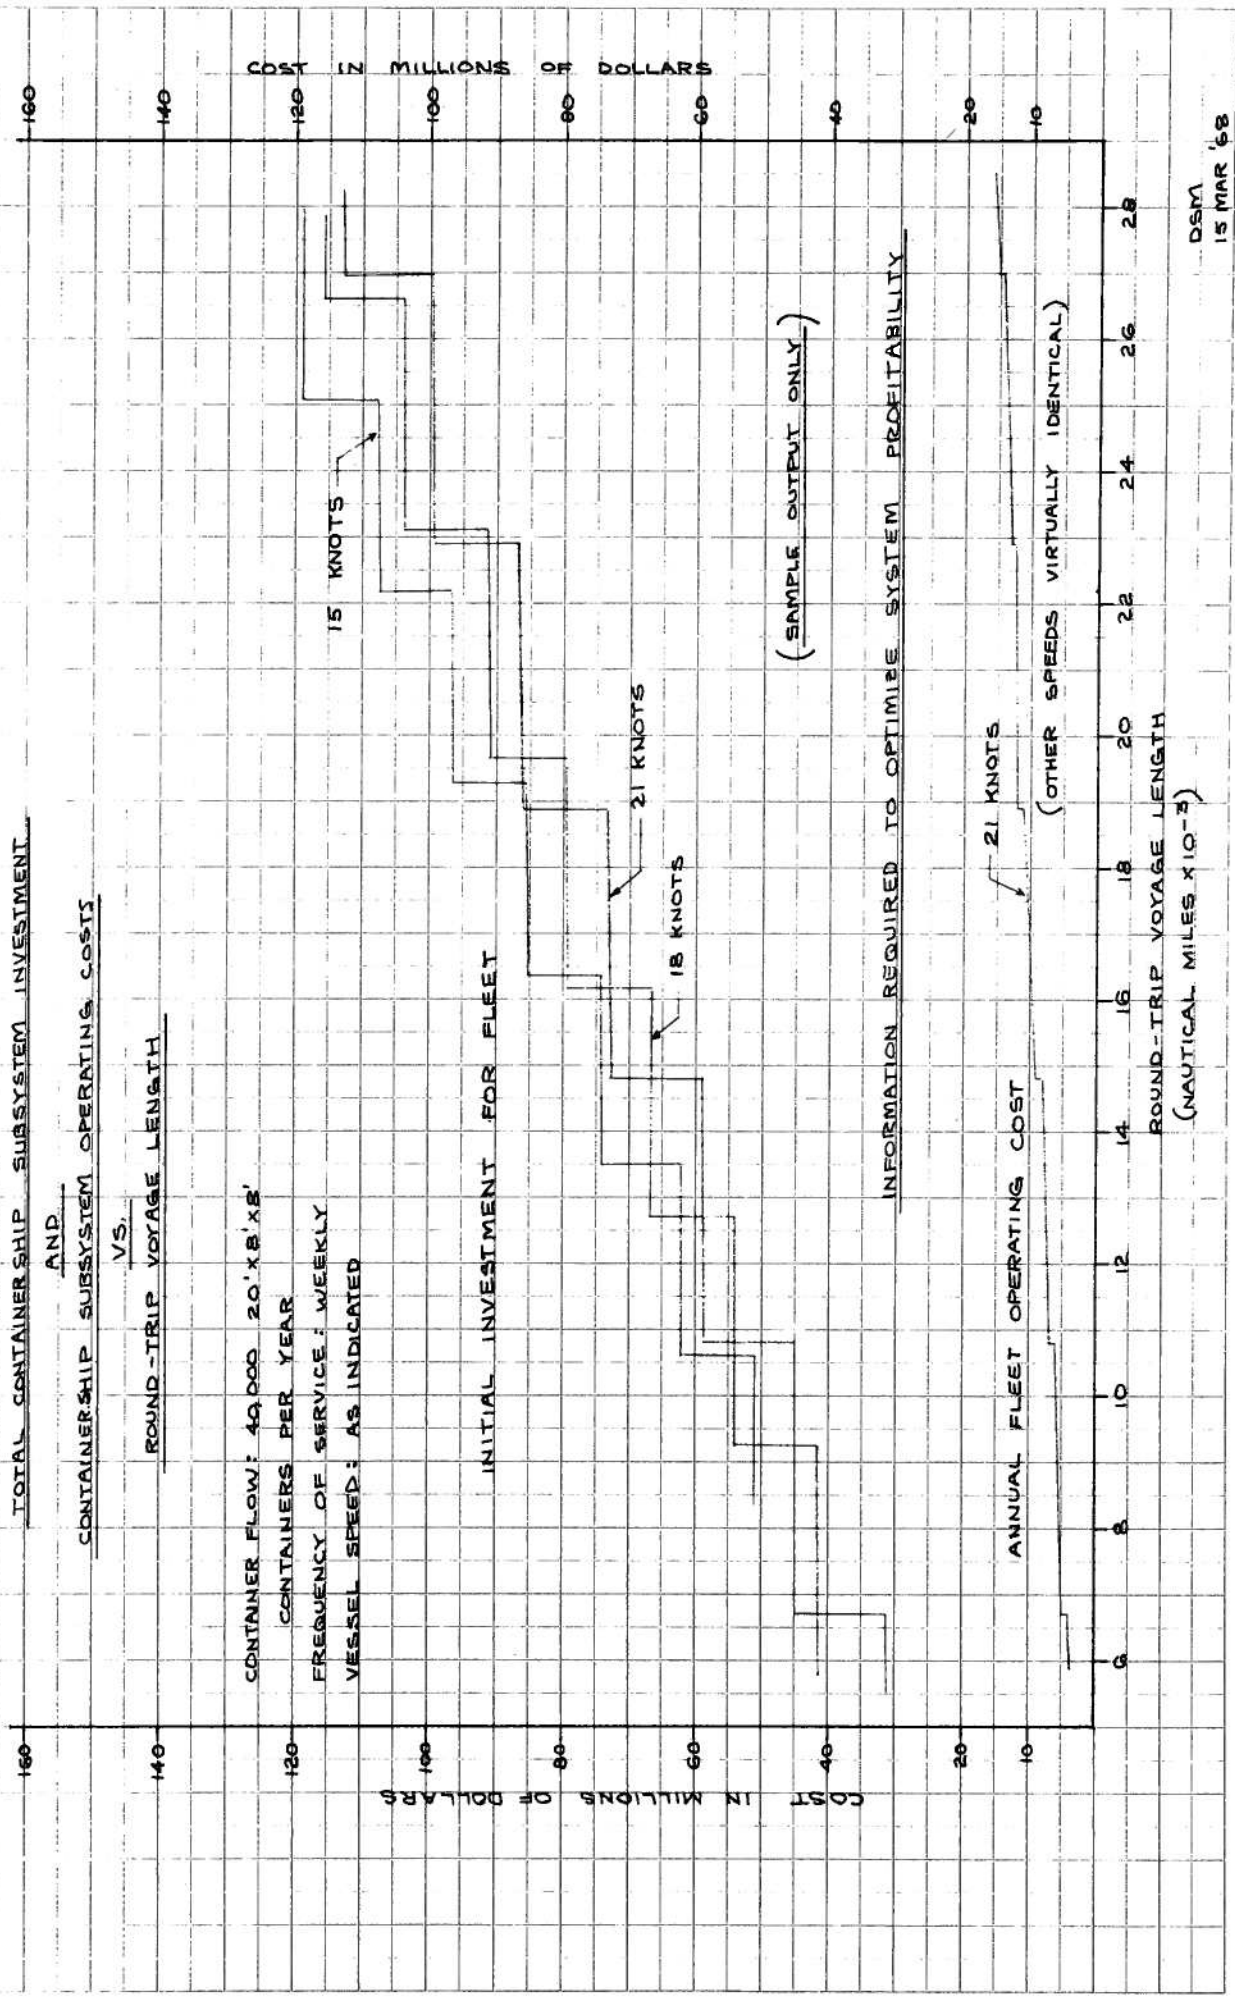 TOTAL CONTAINERSHIP SUBSYSTEM INVESTMENT
AND
CONTAINERSHIP SUBSYSTEM OPERATING COSTS
VS.
ROUND-TRIP VOYAGE LENGTH
CONTAINER FLOW: 40,000 20'X8'X8'
CONTAINERS PER YEAR
FREQUENCY OF SERVICE: WEEKLY
VESSEL SPEED: AS INDICATED
INITIAL INVESTMENT FOR FLEET
15 KNOTS
21 KNOTS
18 KNOTS
(SAMPLE OUTPUT ONLY)
INFORMATION REQUIRED TO OPTIMIZE SYSTEM PROFITABILITY
ANNUAL FLEET OPERATING COST
21 KNOTS
(OTHER SPEEDS VIRTUALLY IDENTICAL)
COST IN MILLIONS OF DOLLARS
160
140
120
100
80
60
40
20
10
COST IN MILLIONS OF DOLLARS
160
140
120
100
80
60
40
20
10
6 8 10 12 14 16 18 20 22 24 26 28
ROUND-TRIP VOYAGE LENGTH
(NAUTICAL MILES X10-3)
DSM
15 MAR '68